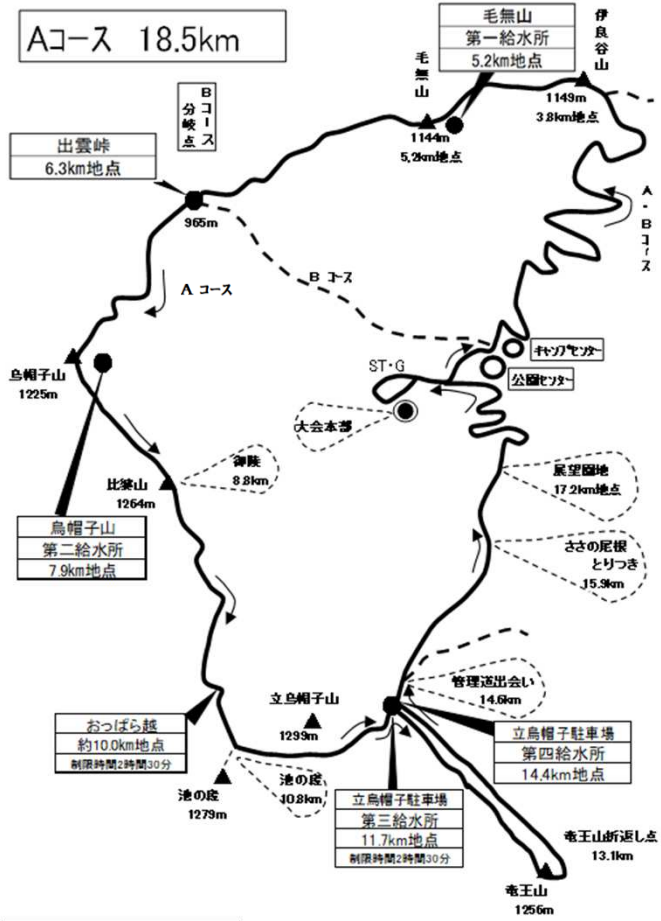 Aコース 18.5km
毛無山
第一給水所
5.2km地点
伊良谷山
毛無山
1149m
3.8km地点
1144m
5.2km地点
Bコース
分岐点
出雲峠
6.3km地点
965m
A・Bコース
Aコース
Bコース
キャンプセンター
公園センター
ST・G
大会本部
烏帽子山
1225m
御陵
8.8km
比婆山
1264m
展望園地
17.2km地点
烏帽子山
第二給水所
7.9km地点
ささの尾根
とりつき
15.9km
管理道出会い
14.6km
立烏帽子山
1299m
おっぱら越
約10.0km地点
制限時間2時間30分
立烏帽子駐車場
第四給水所
14.4km地点
池の段
1279m
池の段
10.8km
立烏帽子駐車場
第三給水所
11.7km地点
制限時間2時間30分
竜王山折返し点
13.1km
竜王山
1256m